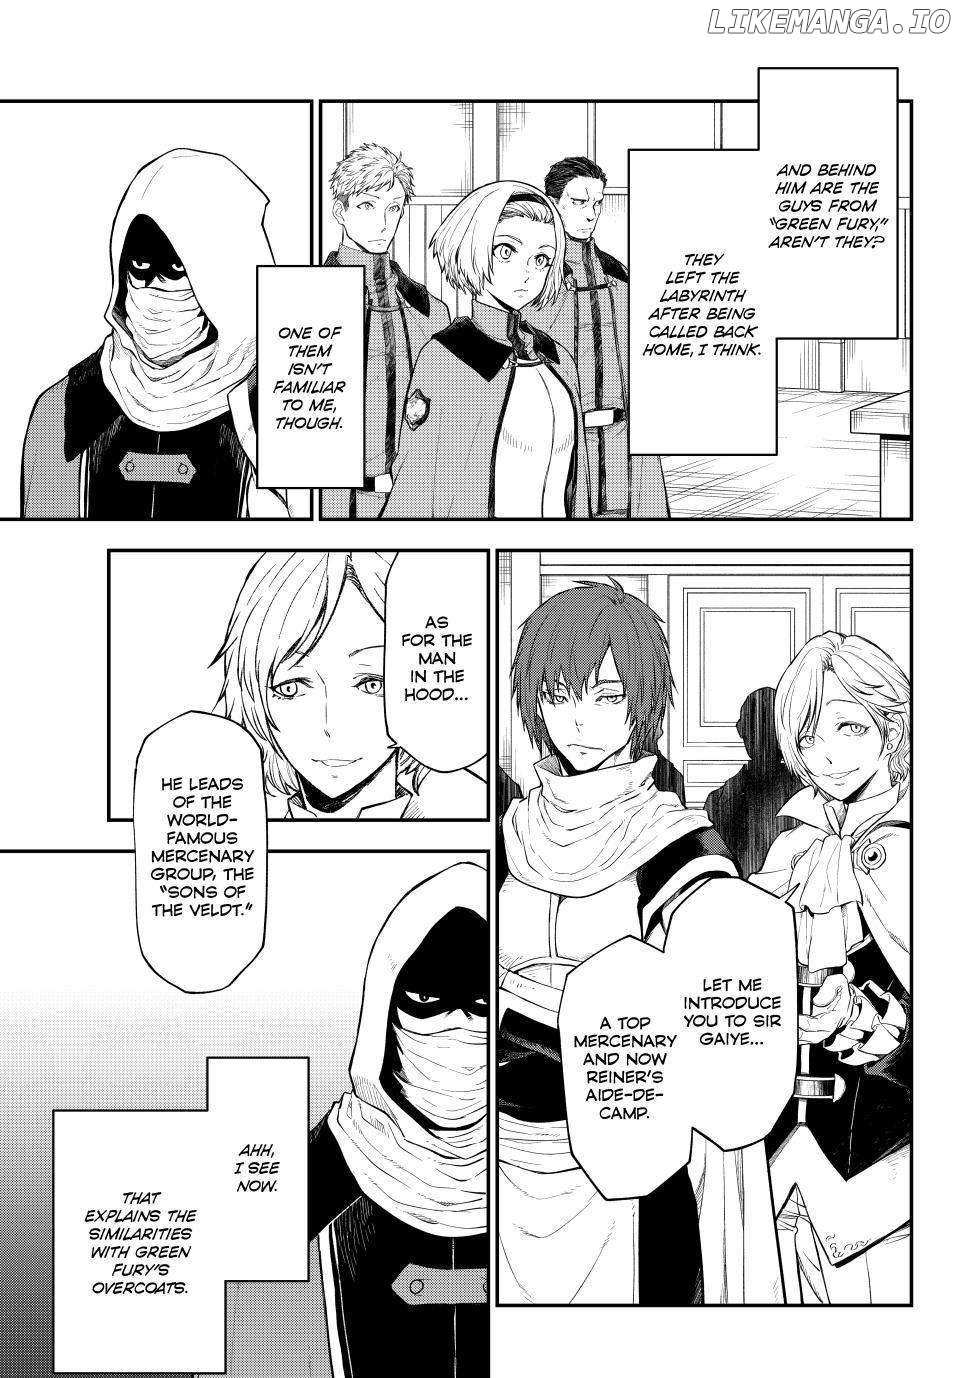 LIKEMANGA.IO
AND BEHIND
HIM ARE THE
GUYS FROM
"GREEN FURY,"
AREN'T THEY?
THEY
LEFT THE
LABYRINTH
AFTER BEING
CALLED BACK
HOME, I THINK.
ONE OF
THEM
ISN'T
FAMILIAR
TO ME,
THOUGH.
LET ME
INTRODUCE
YOU TO SIR
GAIYE...
A TOP
MERCENARY
AND NOW
REINER'S
AIDE-DE-
CAMP.
AS
FOR THE
MAN
IN THE
HOOD...
HE LEADS
OF THE
WORLD-
FAMOUS
MERCENARY
GROUP, THE
"SONS OF
THE VELDT."
AHH,
I SEE
NOW.
THAT
EXPLAINS THE
SIMILARITIES
WITH GREEN
FURY'S
OVERCOATS.